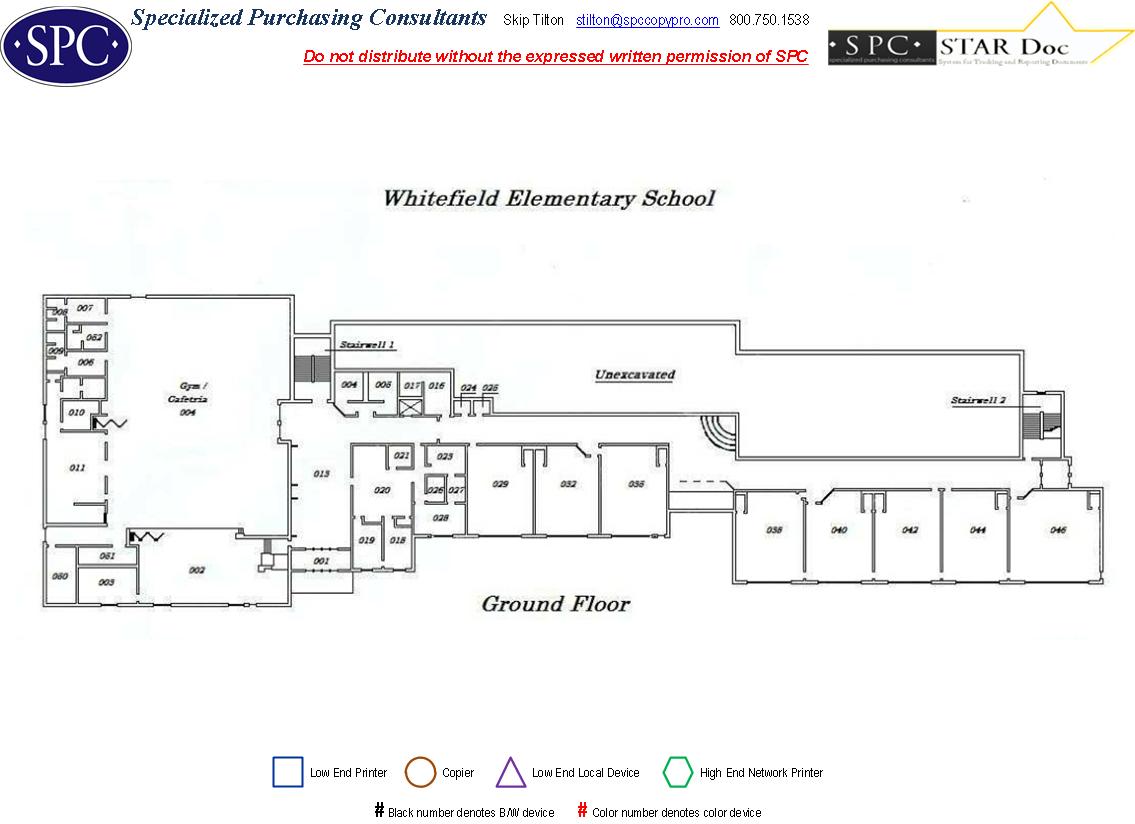 SPC
Specialized Purchasing Consultants Skip Tilton stilton@spccopypro.com 800.750.1538
Do not distribute without the expressed written permission of SPC
· S P C · STAR Doc
specialized purchasing consultants System for Tracking and Reporting Documents
Whitefield Elementary School
007
008
052
009
006
010
011
Gym /
Cafetria
004
Stairwell 1
004 005 017 016 024 025
Unexcavated
Stairwell 2
013
021
023
020
026 027
028
019 018
029
032
035
038
040
042
044
046
051
050
003
002
001
Ground Floor
Low End Printer Copier Low End Local Device High End Network Printer
# Black number denotes B/W device # Color number denotes color device